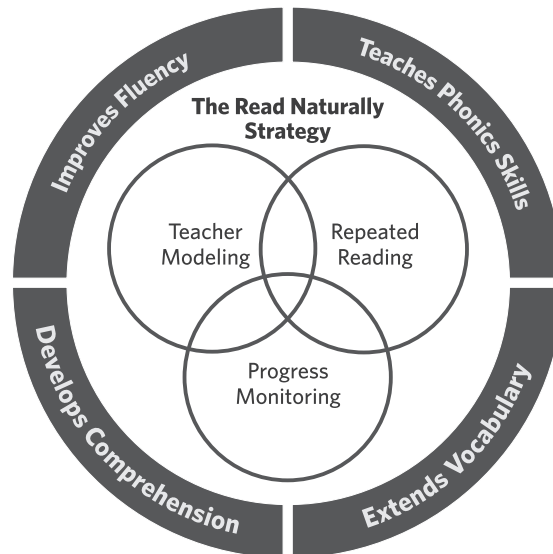 Improves Fluency
Teaches Phonics Skills
The Read Naturally
Strategy
Teacher
Modeling
Repeated
Reading
Progress
Monitoring
Develops Comprehension
Extends Vocabulary